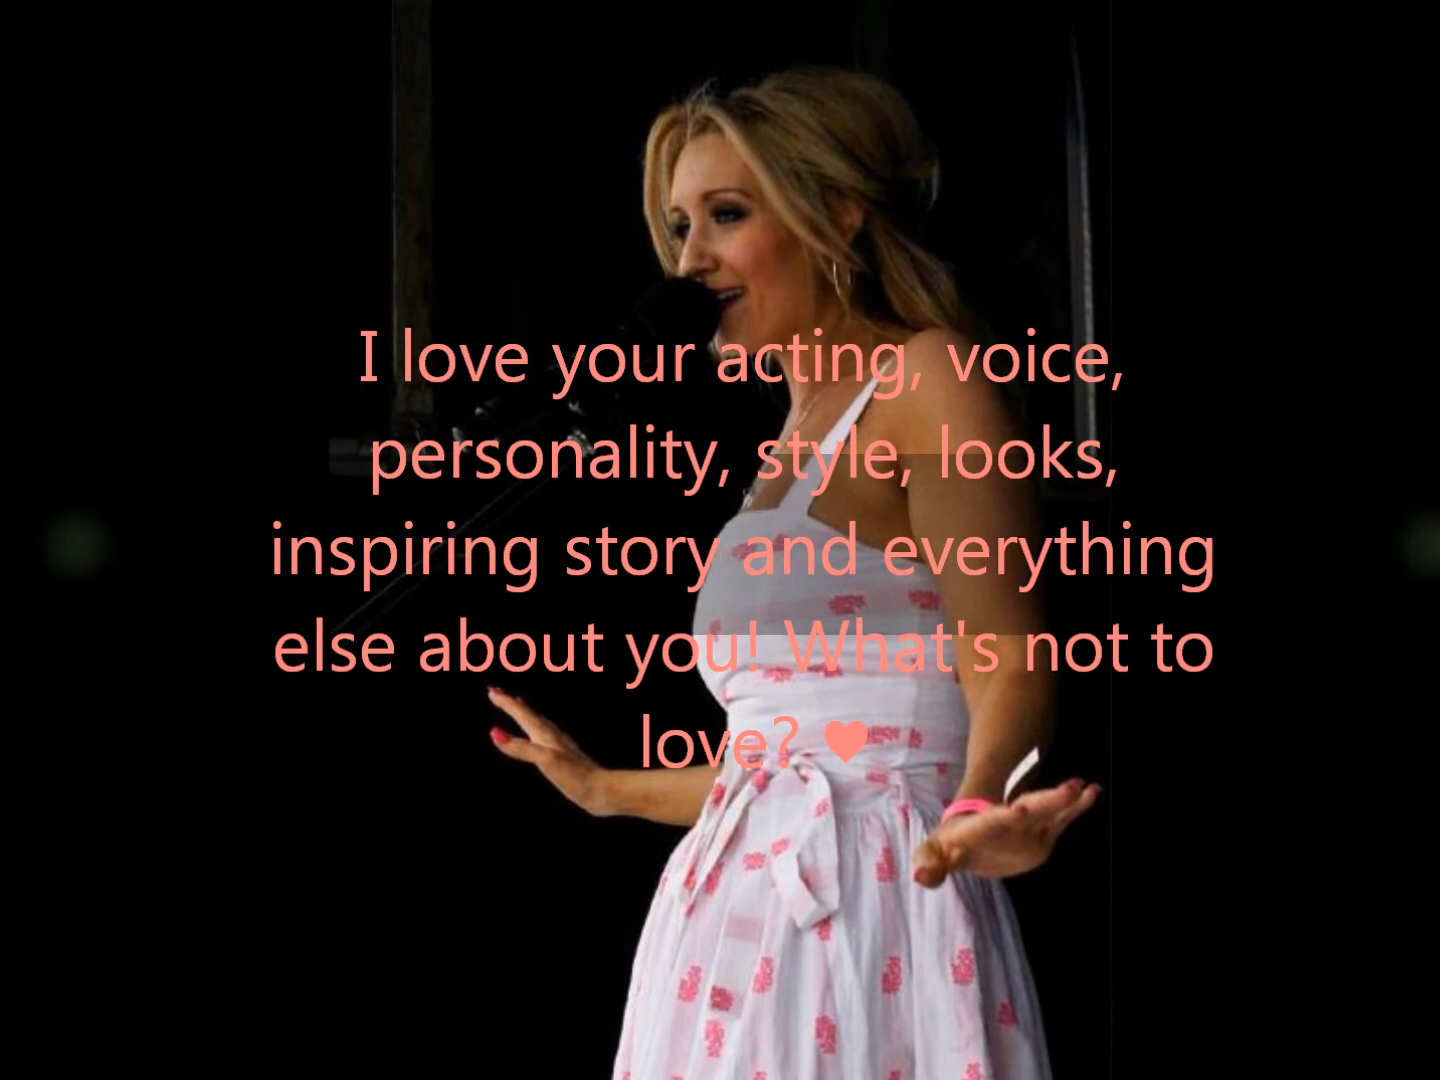 I love your acting, voice,
personality, style, looks,
inspiring story and everything
else about you! What's not to
love? ♥